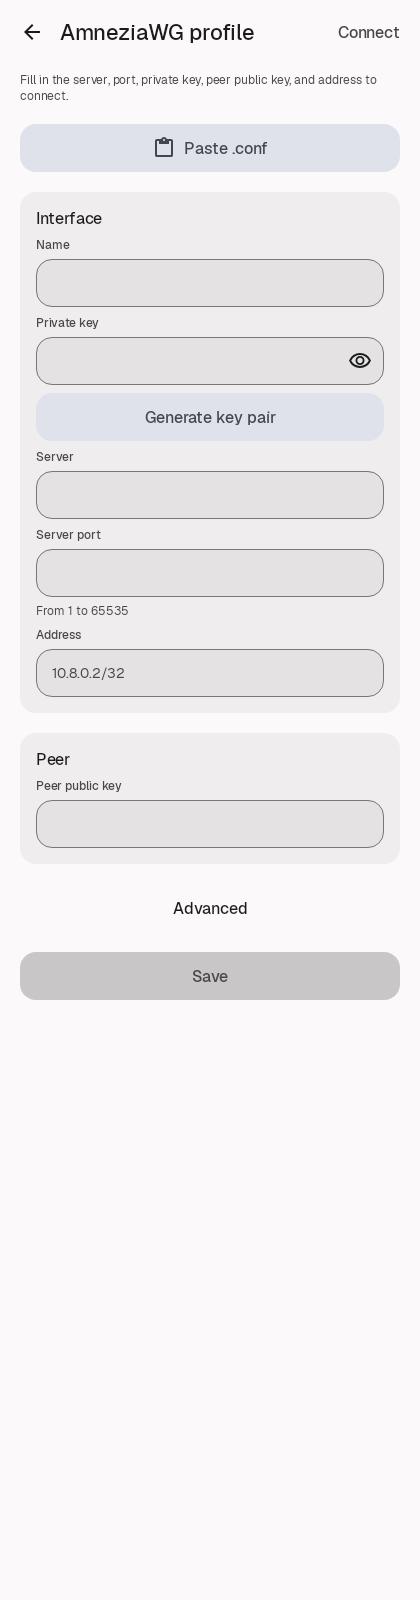 AmneziaWG profile
Connect
Fill in the server, port, private key, peer public key, and address to
connect.
Paste .conf
Interface
Name
Private key
Generate key pair
Server
Server port
From 1 to 65535
Address
10.8.0.2/32
Peer
Peer public key
Advanced
Save